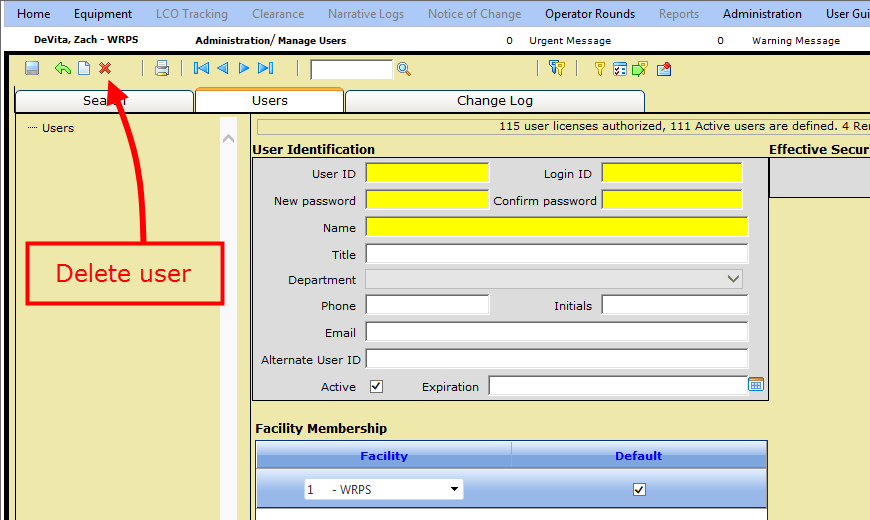 Home Equipment LCO Tracking Clearance Narrative Logs Notice of Change Operator Rounds Reports Administration User Gui
DeVita, Zach - WRPS Administration/ Manage Users 0 Urgent Message 0 Warning Message
Search Users Change Log
Users
115 user licenses authorized, 111 Active users are defined. 4 Rem
User Identification Effective Secur
User ID Login ID
New password Confirm password
Name
Title
Department
Delete user
Phone Initials
Email
Alternate User ID
Active Expiration
Facility Membership
Facility Default
1 - WRPS